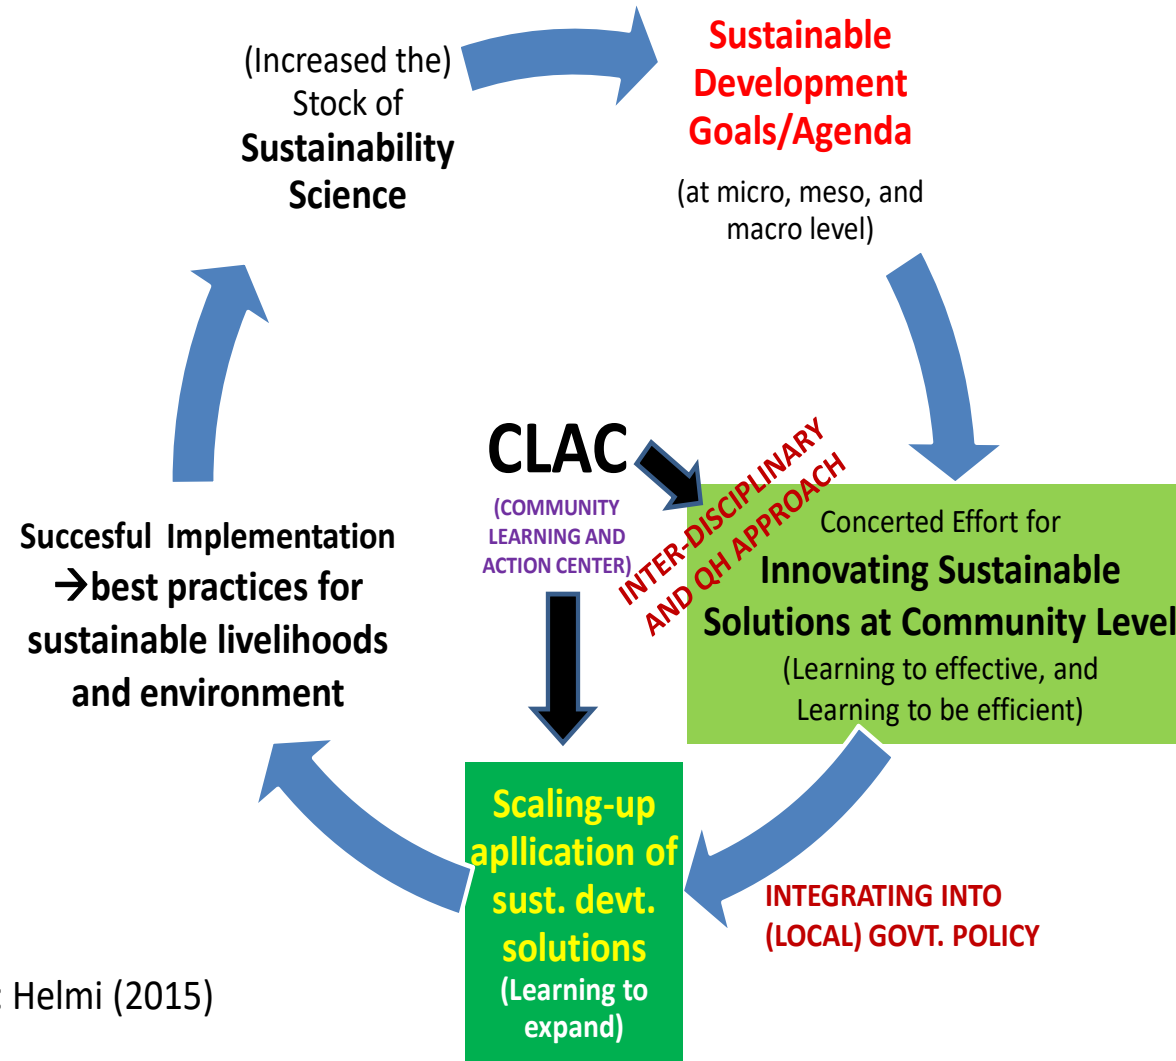 (Increased the)
Stock of
Sustainability
Science
Sustainable
Development
Goals/Agenda
(at micro, meso, and
macro level)
CLAC
(COMMUNITY
LEARNING AND
ACTION CENTER)
INTER-DISCIPLINARY
AND QH APPROACH
Concerted Effort for
Innovating Sustainable
Solutions at Community Level
(Learning to effective, and
Learning to be efficient)
Succesful Implementation
→best practices for
sustainable livelihoods
and environment
Scaling-up
apllication of
sust. devt.
solutions
(Learning to
expand)
INTEGRATING INTO
(LOCAL) GOVT. POLICY
: Helmi (2015)